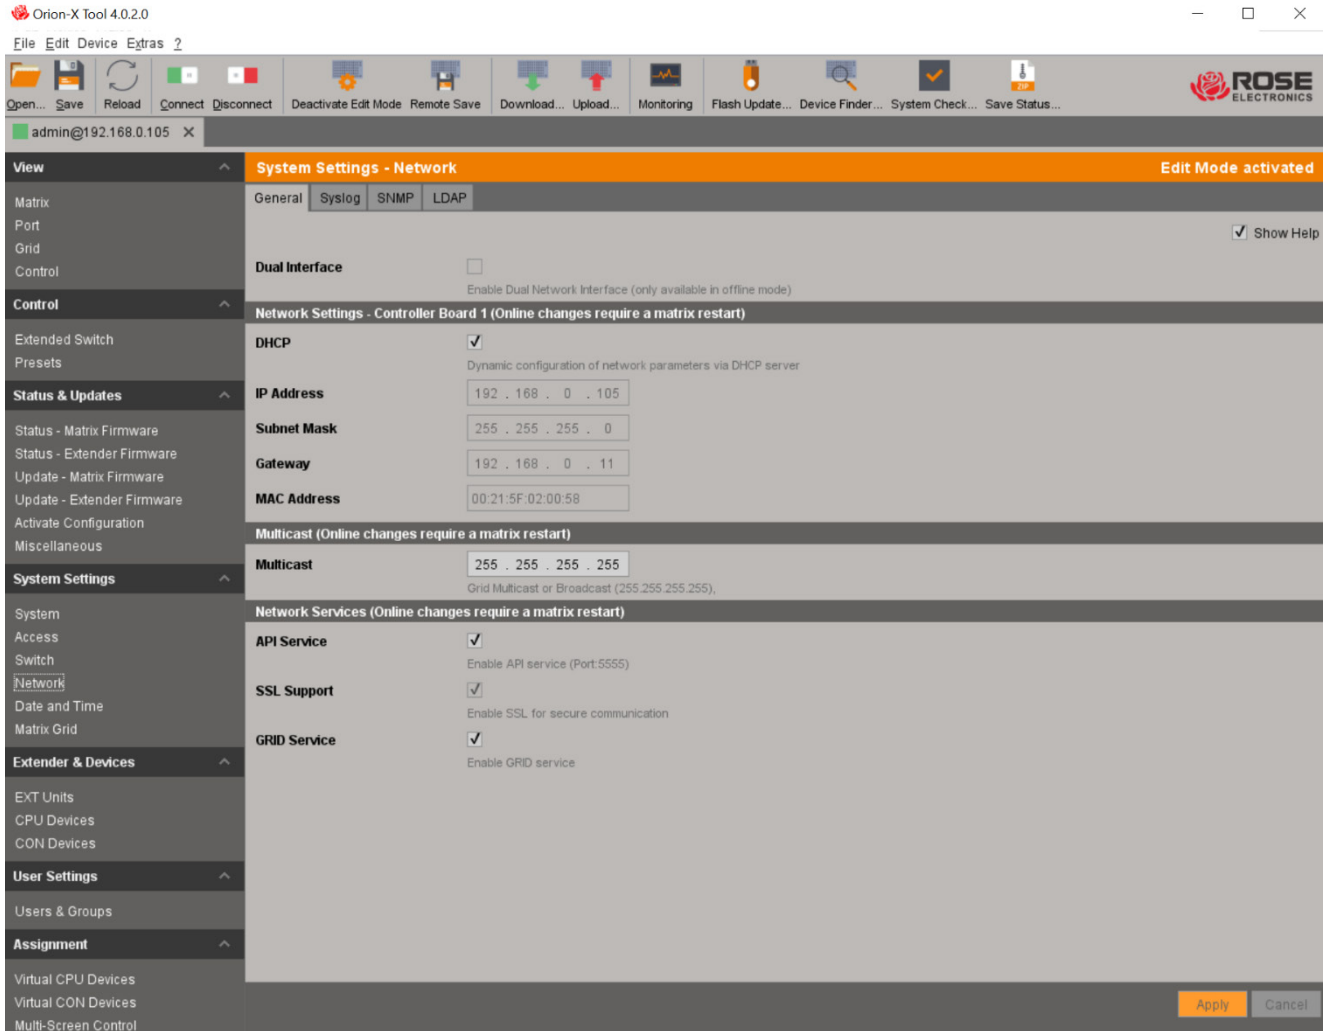 Orion-X Tool 4.0.2.0
File Edit Device Extras ?
Open... Save Reload Connect Disconnect Deactivate Edit Mode Remote Save Download... Upload... Monitoring Flash Update... Device Finder... System Check... Save Status...
ZIP
ROSE
ELECTRONICS
admin@192.168.0.105
View
Matrix
Port
Grid
Control
Control
Extended Switch
Presets
Status & Updates
Status - Matrix Firmware
Status - Extender Firmware
Update - Matrix Firmware
Update - Extender Firmware
Activate Configuration
Miscellaneous
System Settings
System
Access
Switch
Network
Date and Time
Matrix Grid
Extender & Devices
EXT Units
CPU Devices
CON Devices
User Settings
Users & Groups
Assignment
Virtual CPU Devices
Virtual CON Devices
Multi-Screen Control
System Settings - Network Edit Mode activated
General Syslog SNMP LDAP
Show Help
Dual Interface
Enable Dual Network Interface (only available in offline mode)
Network Settings - Controller Board 1 (Online changes require a matrix restart)
DHCP
Dynamic configuration of network parameters via DHCP server
IP Address 192 . 168 . 0 . 105
Subnet Mask 255 . 255 . 255 . 0
Gateway 192 . 168 . 0 . 11
MAC Address 00:21:5F:02:00:58
Multicast (Online changes require a matrix restart)
Multicast 255 . 255 . 255 . 255
Grid Multicast or Broadcast (255.255.255.255),
Network Services (Online changes require a matrix restart)
API Service
Enable API service (Port:5555)
SSL Support
Enable SSL for secure communication
GRID Service
Enable GRID service
Apply Cancel